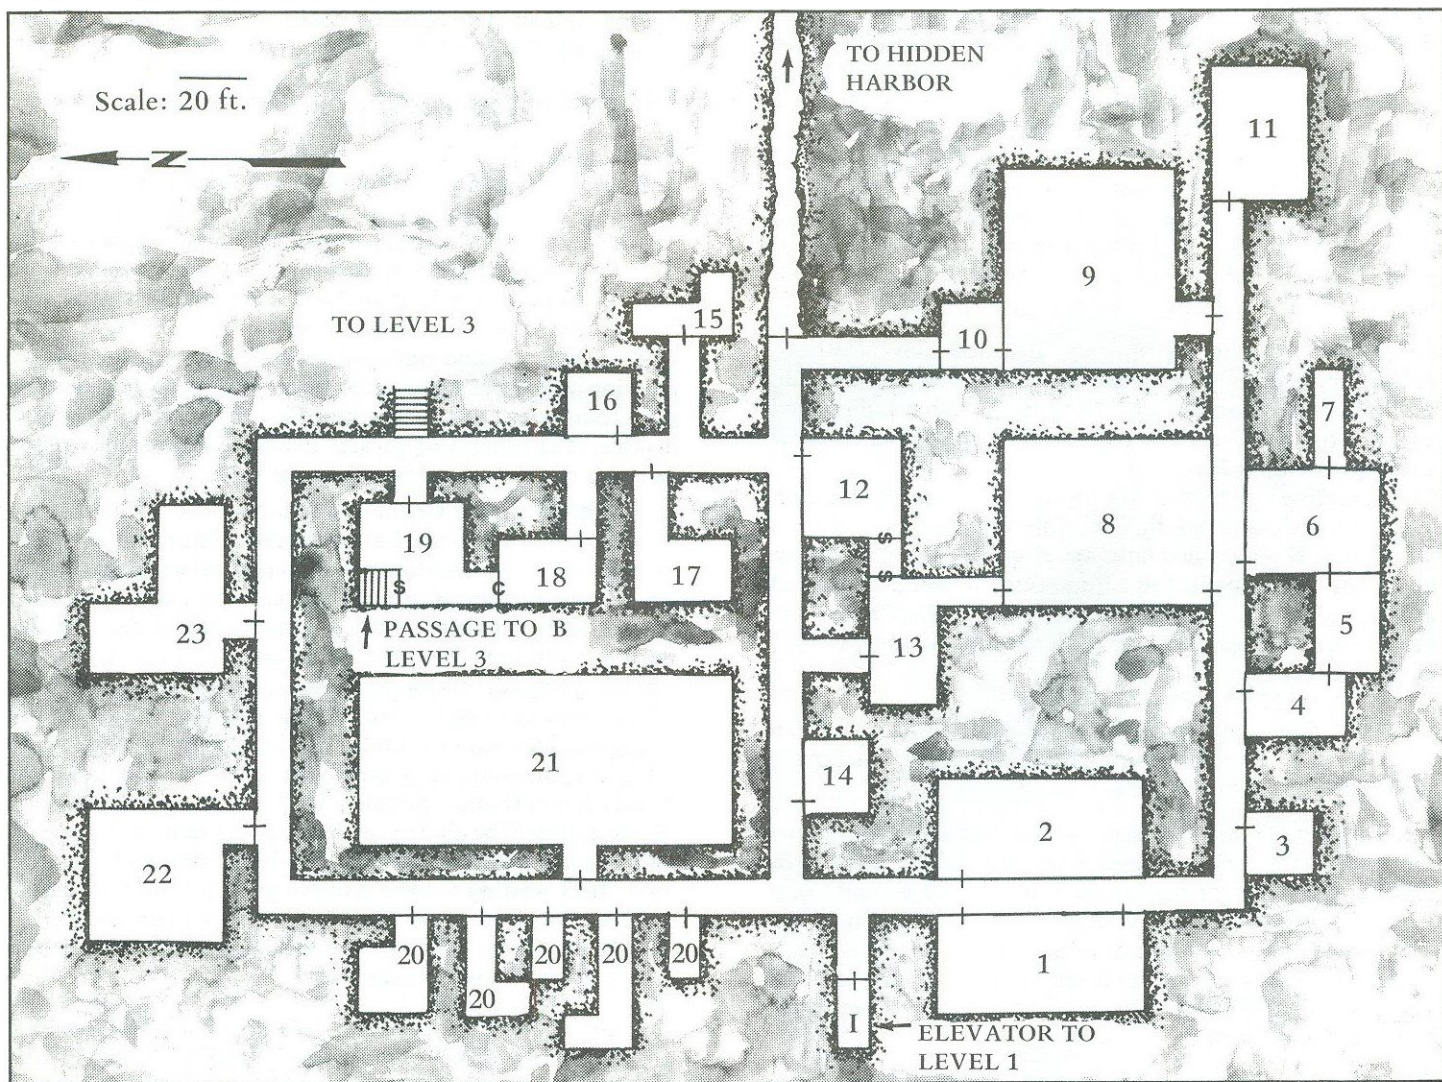 TO HIDDEN
HARBOR
Scale: 20 ft.
N
11
9
TO LEVEL 3
15
10
16
7
12
8
6
19
S
S
18
17
S
C
5
23
PASSAGE TO B
LEVEL 3
13
4
21
14
2
3
22
20
20
20
20
20
1
I
ELEVATOR TO
LEVEL 1